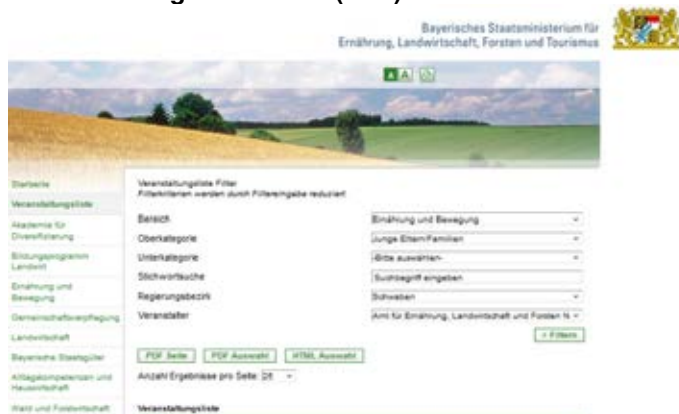 Bayerisches Staatsministerium für
Ernährung, Landwirtschaft, Forsten und Tourismus
A A
Startseite
Veranstaltungsliste
Akademie für
Diversifizierung
Bildungsprogramm
Landwirt
Ernährung und
Bewegung
Gemeinschaftsverpflegung
Landwirtschaft
Bayerische Staatsgüter
Alltagskompetenzen und
Hauswirtschaft
Wald und Forstwirtschaft
Veranstaltungsliste Filter
Filterkriterien werden durch Filtereingabe reduziert
Bereich Ernährung und Bewegung
Oberkategorie Junge Eltern/Familien
Unterkategorie -Bitte auswählen-
Stichwortsuche Suchbegriff eingeben
Regierungsbezirk Schwaben
Veranstalter Amt für Ernährung, Landwirtschaft und Forsten N
» Filtern
PDF Seite PDF Auswahl HTML Auswahl
Anzahl Ergebnisse pro Seite: 25
Veranstaltungsliste